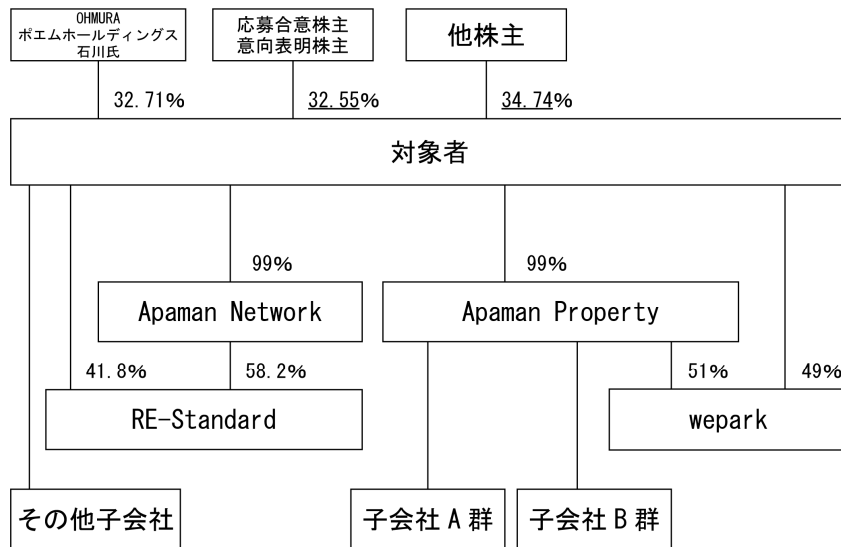 OHMURA
ポエムホールディングス
石川氏
応募合意株主
意向表明株主
他株主
32.71%
32.55%
34.74%
対象者
99%
99%
Apaman Network
Apaman Property
41.8%
58.2%
51%
49%
RE-Standard
wepark
その他子会社
子会社A群
子会社B群